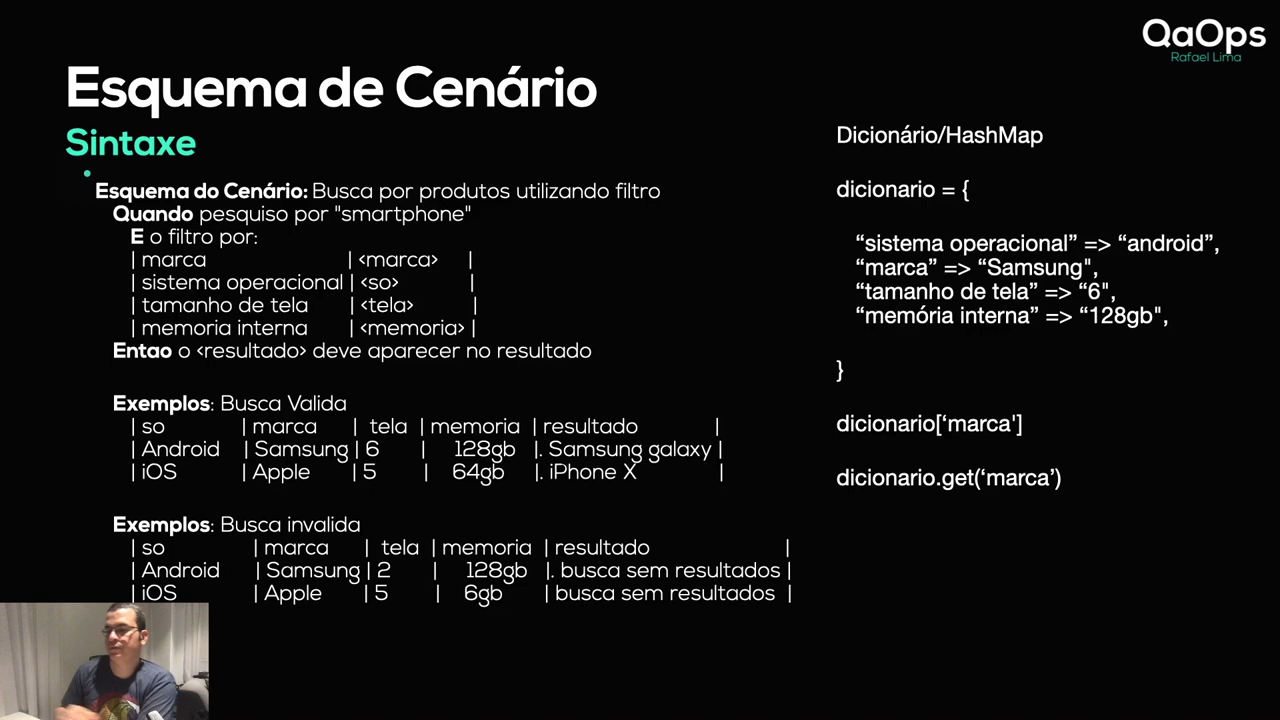 QaOps
Rafael Lima
Esquema de Cenário
Sintaxe
Esquema do Cenário: Busca por produtos utilizando filtro
Quando pesquiso por "smartphone"
E o filtro por:
| marca | <marca> |
| sistema operacional | <so> |
| tamanho de tela | <tela> |
| memoria interna | <memoria> |
Entao o <resultado> deve aparecer no resultado
Exemplos: Busca Valida
| so | marca | tela | memoria | resultado |
| Android | Samsung | 6 | 128gb |. Samsung galaxy |
| iOS | Apple | 5 | 64gb |. iPhone X |
Exemplos: Busca invalida
| so | marca | tela | memoria | resultado |
| Android | Samsung | 2 | 128gb |. busca sem resultados |
| iOS | Apple | 5 | 6gb | busca sem resultados |
Dicionário/HashMap
dicionario = {
“sistema operacional” => “android”,
“marca” => “Samsung",
“tamanho de tela” => “6",
“memória interna” => “128gb",
}
dicionario[‘marca']
dicionario.get(‘marca’)